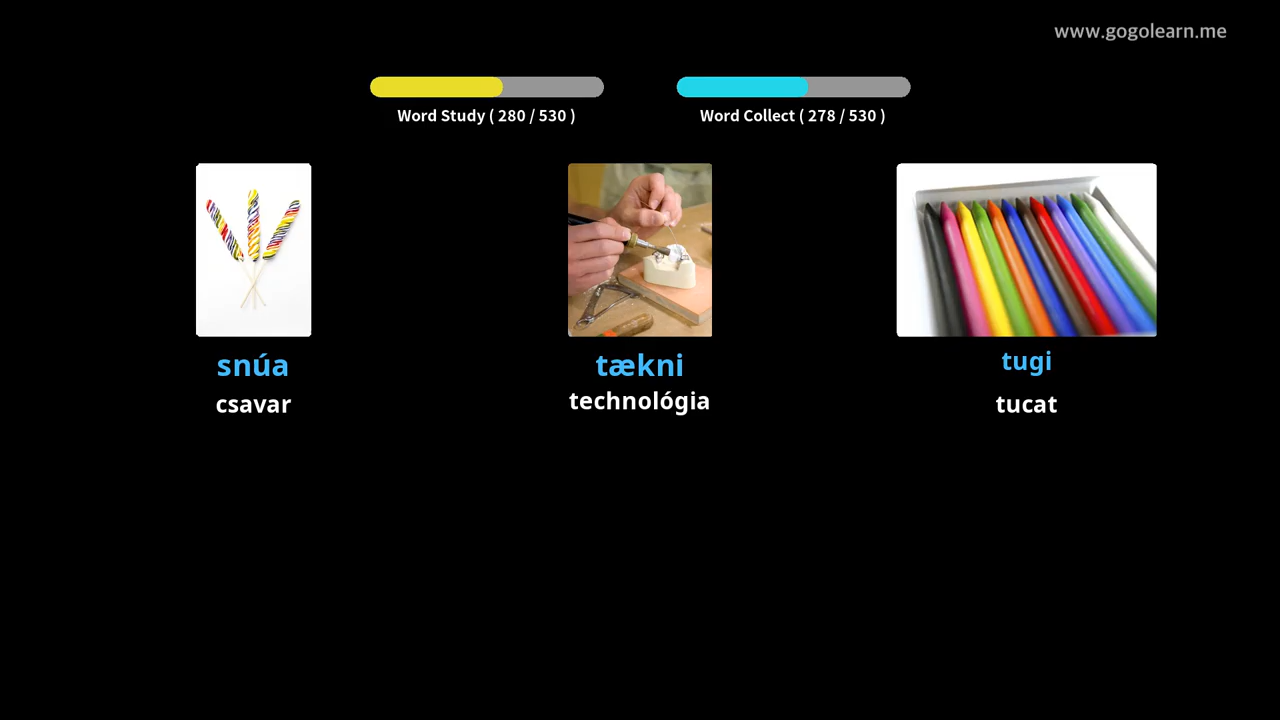 www.gogolearn.me
Word Study ( 280 / 530 )
Word Collect ( 278 / 530 )
snúa
csavar
tækni
technológia
tugi
tucat